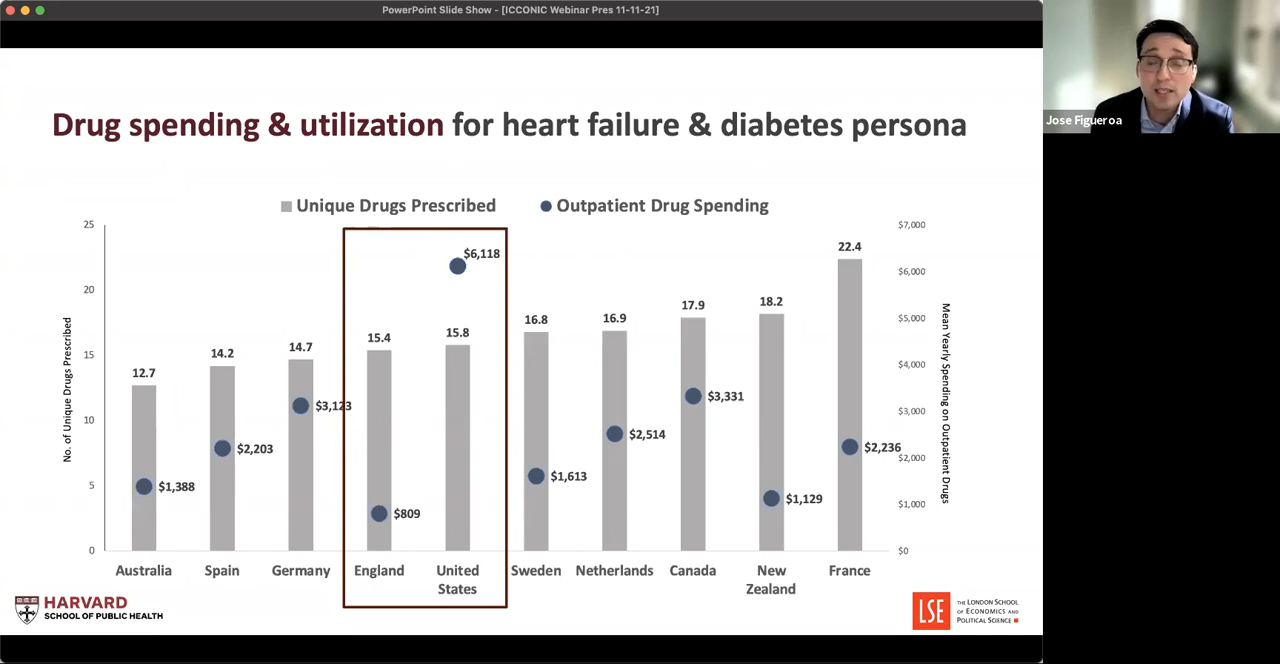 PowerPoint Slide Show - [ICCONIC Webinar Pres 11-11-21]
Drug spending & utilization for heart failure & diabetes persona
Unique Drugs Prescribed
Outpatient Drug Spending
No. of Unique Drugs Prescribed
25
20
15
10
5
0
12.7
14.2
14.7
15.4
15.8
16.8
16.9
17.9
18.2
22.4
$1,388
$2,203
$3,123
$809
$6,118
$1,613
$2,514
$3,331
$1,129
$2,236
$7,000
$6,000
$5,000
$4,000
$3,000
$2,000
$1,000
$0
Mean Yearly Spending on Outpatient Drugs
Australia
Spain
Germany
England
United
States
Sweden
Netherlands
Canada
New
Zealand
France
HARVARD
SCHOOL OF PUBLIC HEALTH
LSE
THE LONDON SCHOOL
OF ECONOMICS AND
POLITICAL SCIENCE
Jose Figueroa